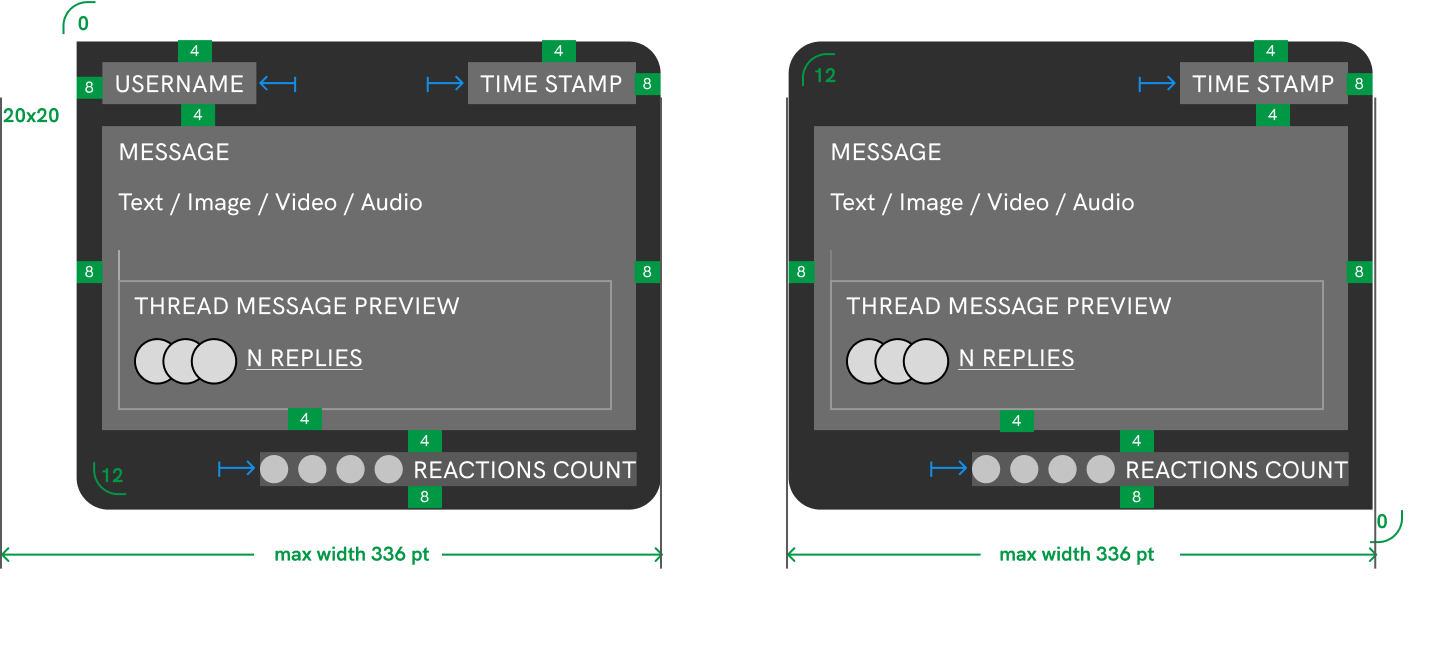 0
4
4
8
USERNAME
TIME STAMP
8
20x20
4
MESSAGE
Text / Image / Video / Audio
8
8
THREAD MESSAGE PREVIEW
N REPLIES
4
4
12
REACTIONS COUNT
8
max width 336 pt
12
4
TIME STAMP
8
4
MESSAGE
Text / Image / Video / Audio
8
8
THREAD MESSAGE PREVIEW
N REPLIES
4
4
REACTIONS COUNT
8
0
max width 336 pt